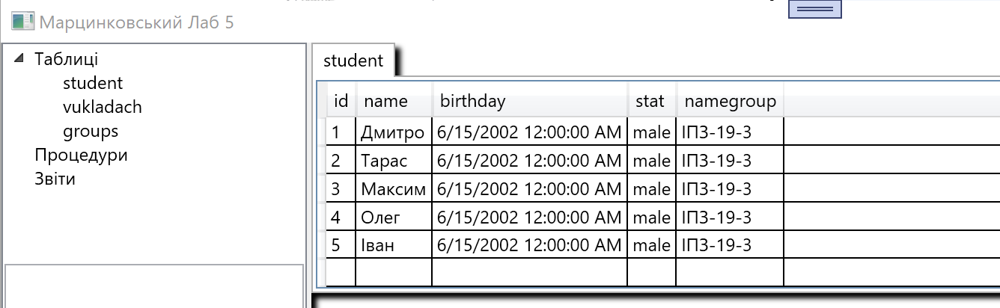 Марцинковський Лаб 5
Таблиці
student
vukladach
groups
Процедури
Звіти
student
id name birthday stat namegroup
1 Дмитро 6/15/2002 12:00:00 AM male ІПЗ-19-3
2 Тарас 6/15/2002 12:00:00 AM male ІПЗ-19-3
3 Максим 6/15/2002 12:00:00 AM male ІПЗ-19-3
4 Олег 6/15/2002 12:00:00 AM male ІПЗ-19-3
5 Іван 6/15/2002 12:00:00 AM male ІПЗ-19-3